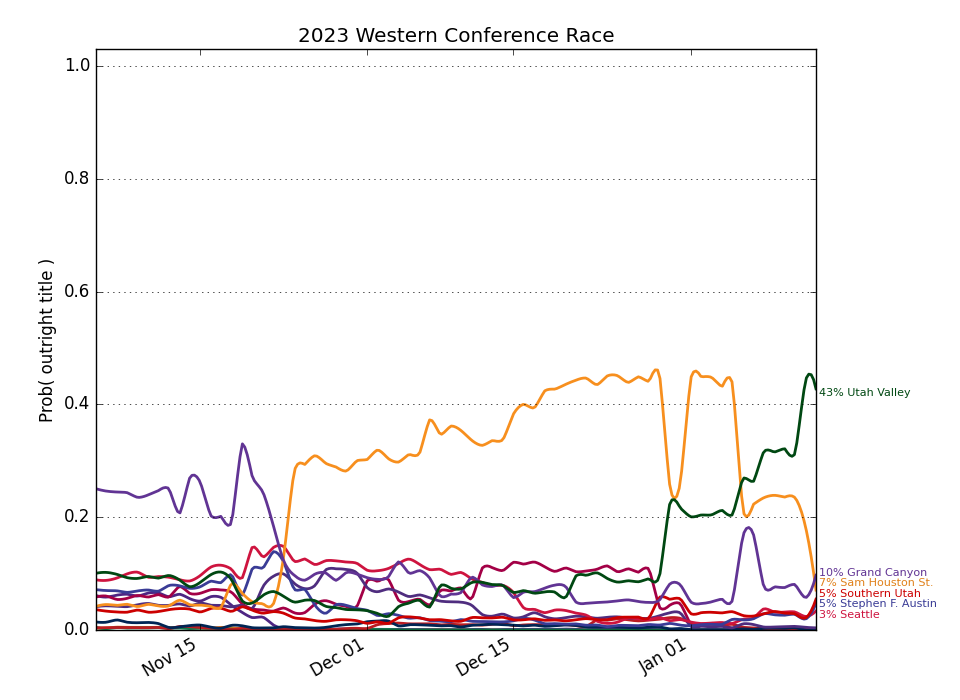 2023 Western Conference Race
Prob( outright title )
1.0
0.8
0.6
0.4
0.2
0.0
Nov 15
Dec 01
Dec 15
Jan 01
43% Utah Valley
10% Grand Canyon
7% Sam Houston St.
5% Southern Utah
5% Stephen F. Austin
3% Seattle